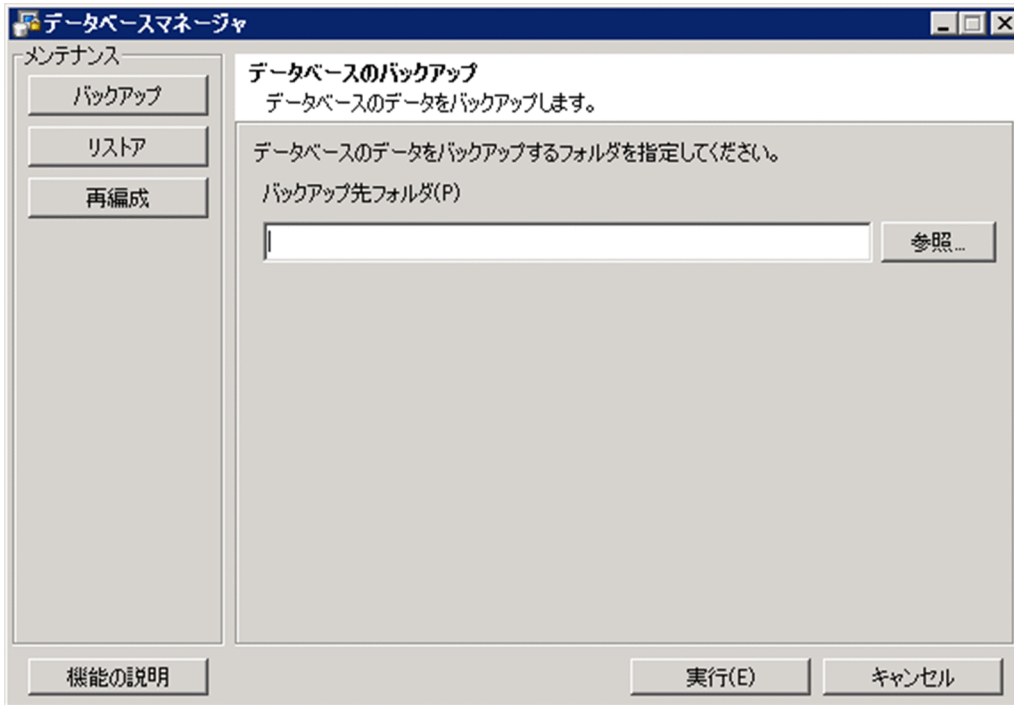 データベースマネージャ
メンテナンス
バックアップ
リストア
再編成
データベースのバックアップ
データベースのデータをバックアップします。
データベースのデータをバックアップするフォルダを指定してください。
バックアップ先フォルダ(P)
参照...
機能の説明
実行(E)
キャンセル